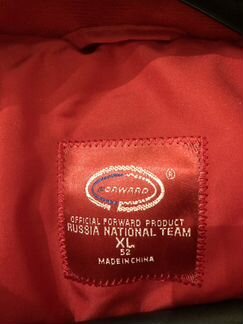 FORWARD ®
OFFICIAL FORWARD PRODUCT
RUSSIA NATIONAL TEAM
XL
52
MADE IN CHINA